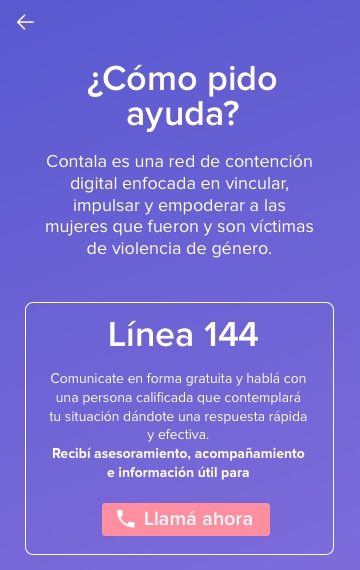 ¿Cómo pido
ayuda?
Contala es una red de contención
digital enfocada en vincular,
impulsar y empoderar a las
mujeres que fueron y son víctimas
de violencia de género.
Línea 144
Comunicate en forma gratuita y hablá con
una persona calificada que contemplará
tu situación dándote una respuesta rápida
y efectiva.
Recibí asesoramiento, acompañamiento
e información útil para
Llamá ahora